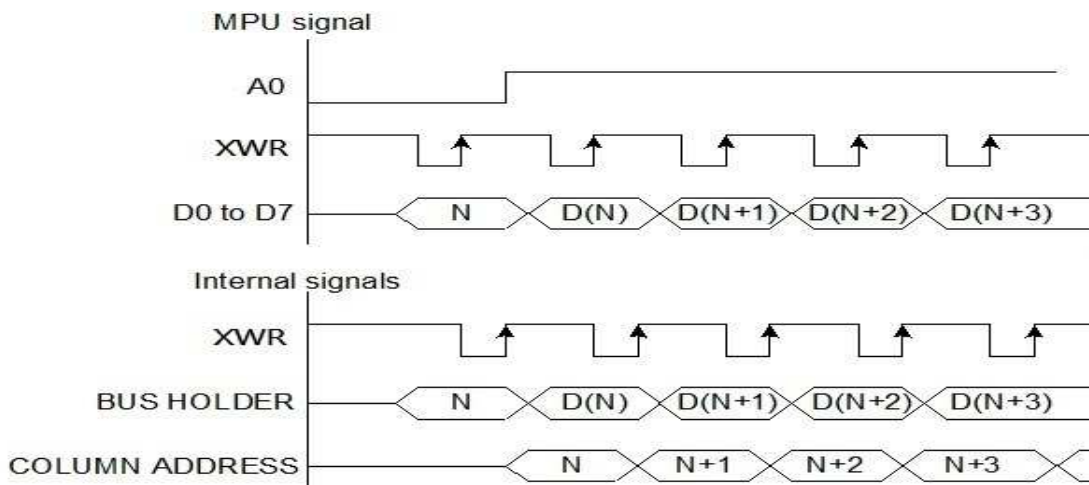 MPU signal
A0
XWR
D0 to D7 N D(N) D(N+1) D(N+2) D(N+3)
Internal signals
XWR
BUS HOLDER N D(N) D(N+1) D(N+2) D(N+3)
COLUMN ADDRESS N N+1 N+2 N+3